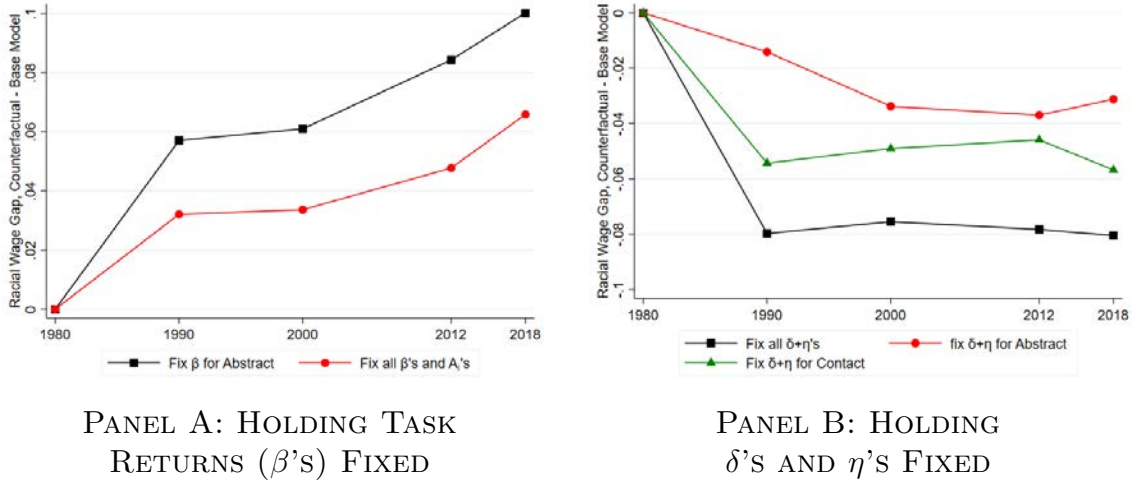 Racial Wage Gap, Counterfactual - Base Model
.1
.08
.06
.04
.02
0
1980 1990 2000 2012 2018
Fix β for Abstract Fix all β's and Aᵢ's
PANEL A: HOLDING TASK
RETURNS (β'S) FIXED
Racial Wage Gap, Counterfactual - Base Model
0
-.02
-.04
-.06
-.08
-.1
1980 1990 2000 2012 2018
Fix all δ+η's fix δ+η for Abstract
Fix δ+η for Contact
PANEL B: HOLDING
δ'S AND η'S FIXED